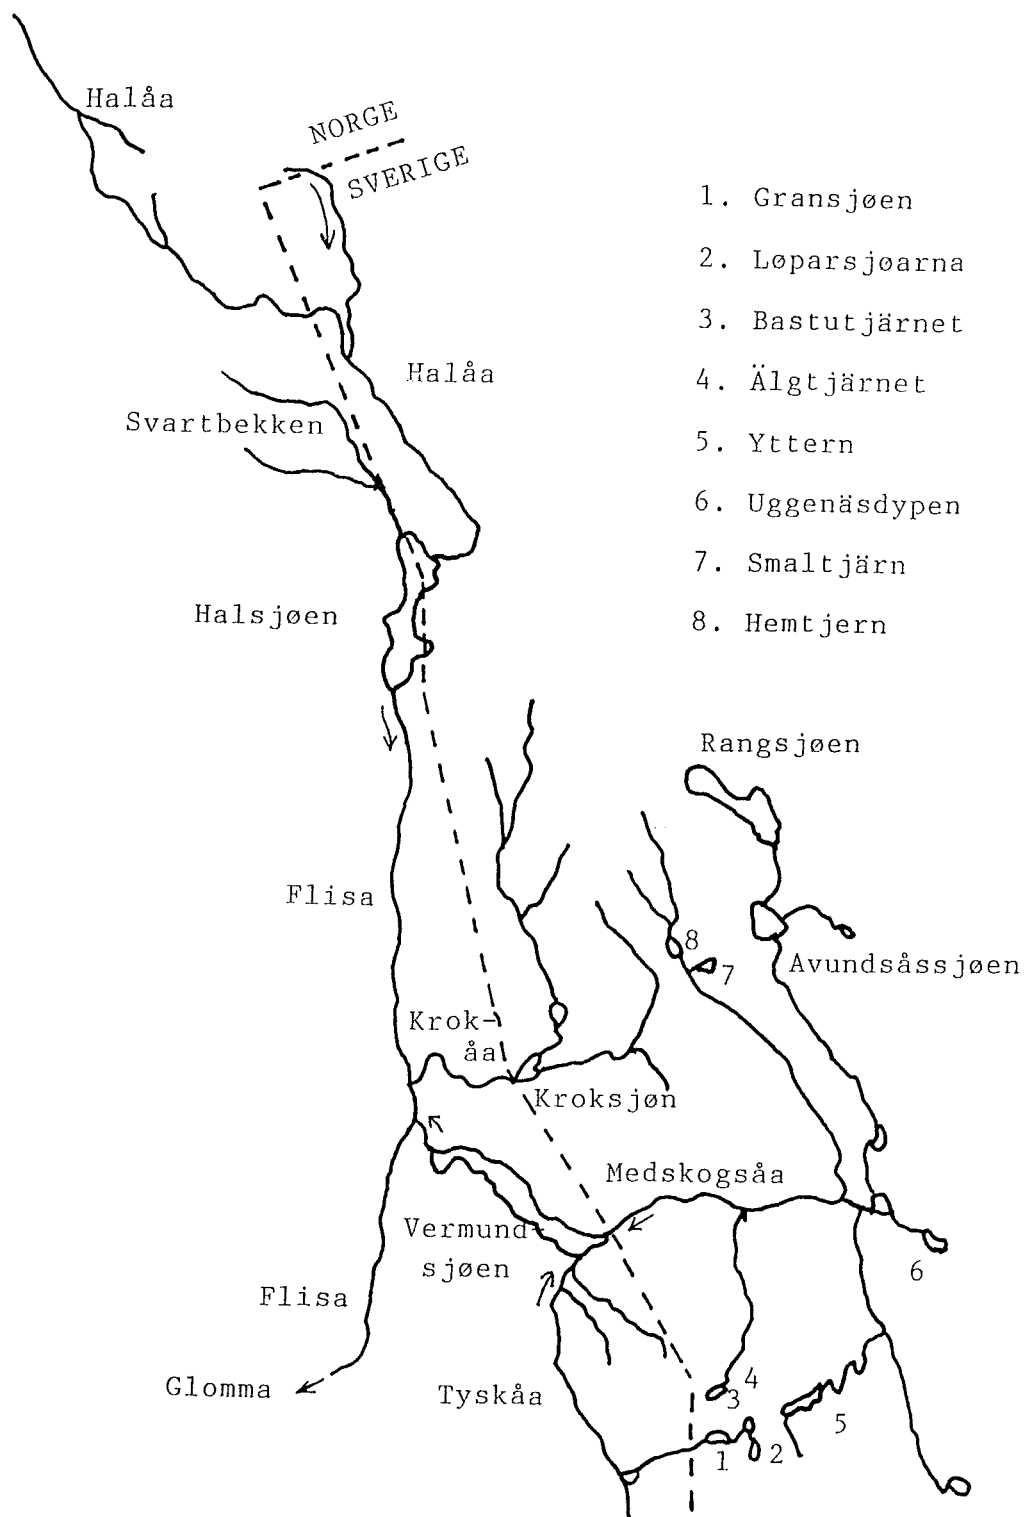 Halåa
NORGE
SVERIGE
1. Gransjøen
2. Løparsjøarna
3. Bastutjärnet
4. Älgtjärnet
5. Yttern
6. Uggenäsdypen
7. Smaltjärn
8. Hemtjern
Halåa
Svartbekken
Halsjøen
Rangsjøen
Flisa
8
7
Avundsåssjøen
Krok-
åa
Kroksjøn
Medskogsåa
Vermund-
sjøen
6
Flisa
Glomma
Tyskåa
4
3
5
1
2